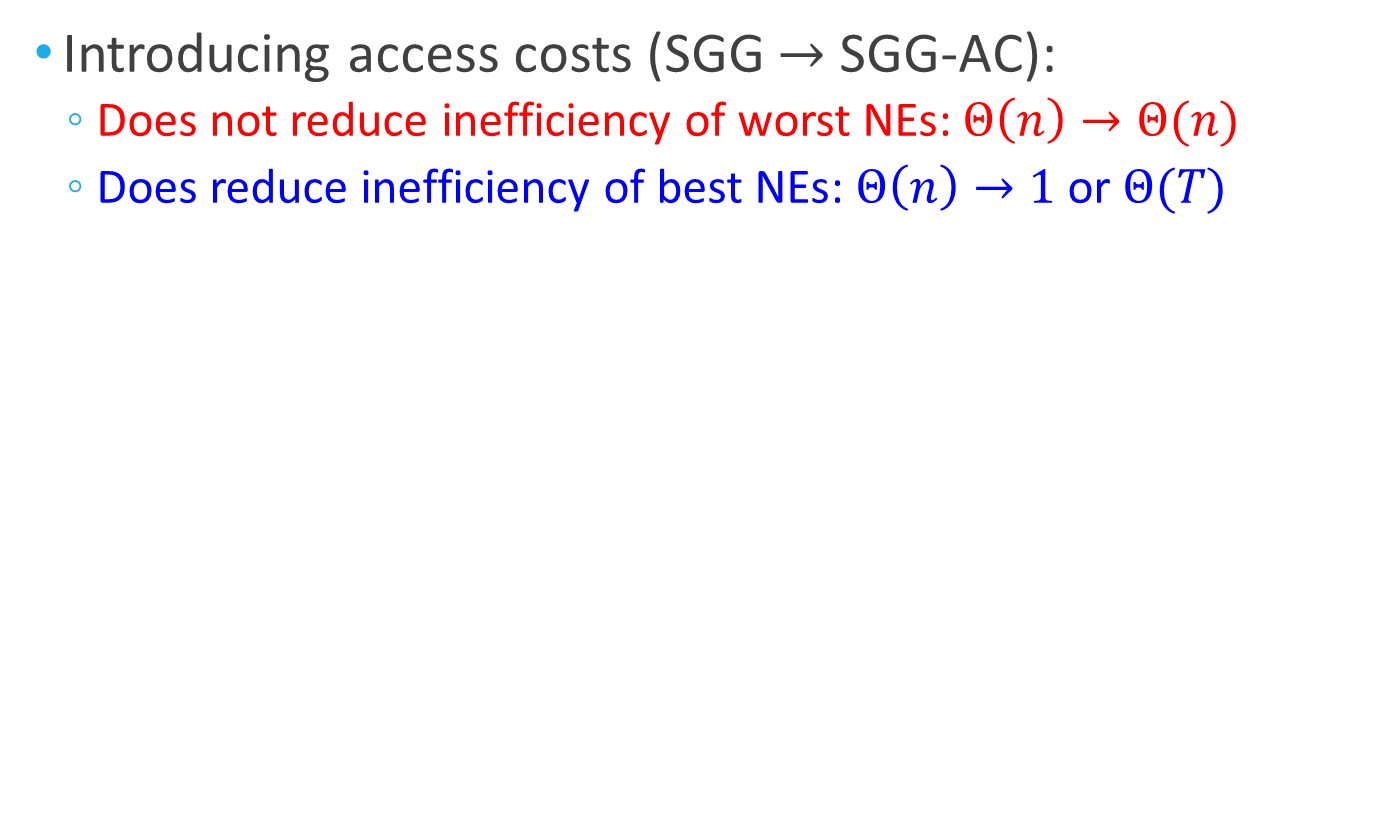 • Introducing access costs (SGG → SGG-AC):
◦ Does not reduce inefficiency of worst NEs: Θ(n) → Θ(n)
◦ Does reduce inefficiency of best NEs: Θ(n) → 1 or Θ(T)